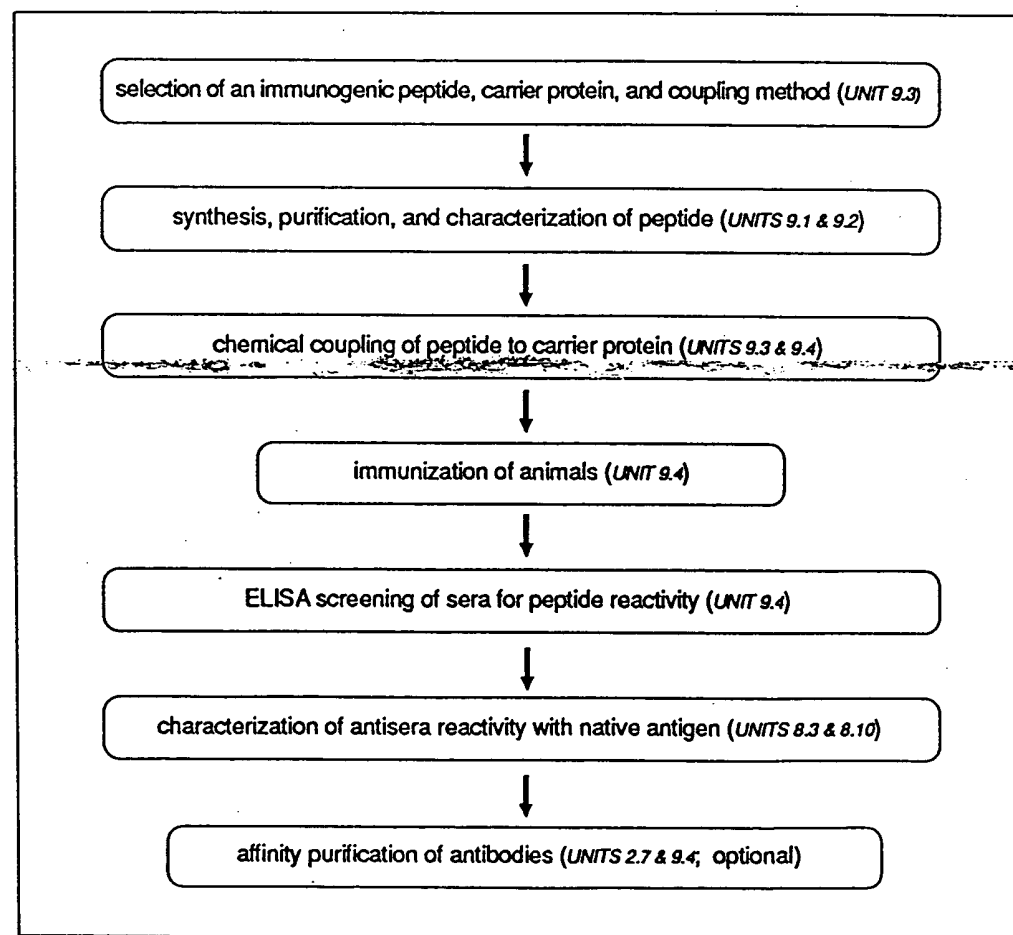 selection of an immunogenic peptide, carrier protein, and coupling method (UNIT 9.3)
synthesis, purification, and characterization of peptide (UNITS 9.1 & 9.2)
chemical coupling of peptide to carrier protein (UNITS 9.3 & 9.4)
immunization of animals (UNIT 9.4)
ELISA screening of sera for peptide reactivity (UNIT 9.4)
characterization of antisera reactivity with native antigen (UNITS 8.3 & 8.10)
affinity purification of antibodies (UNITS 2.7 & 9.4; optional)